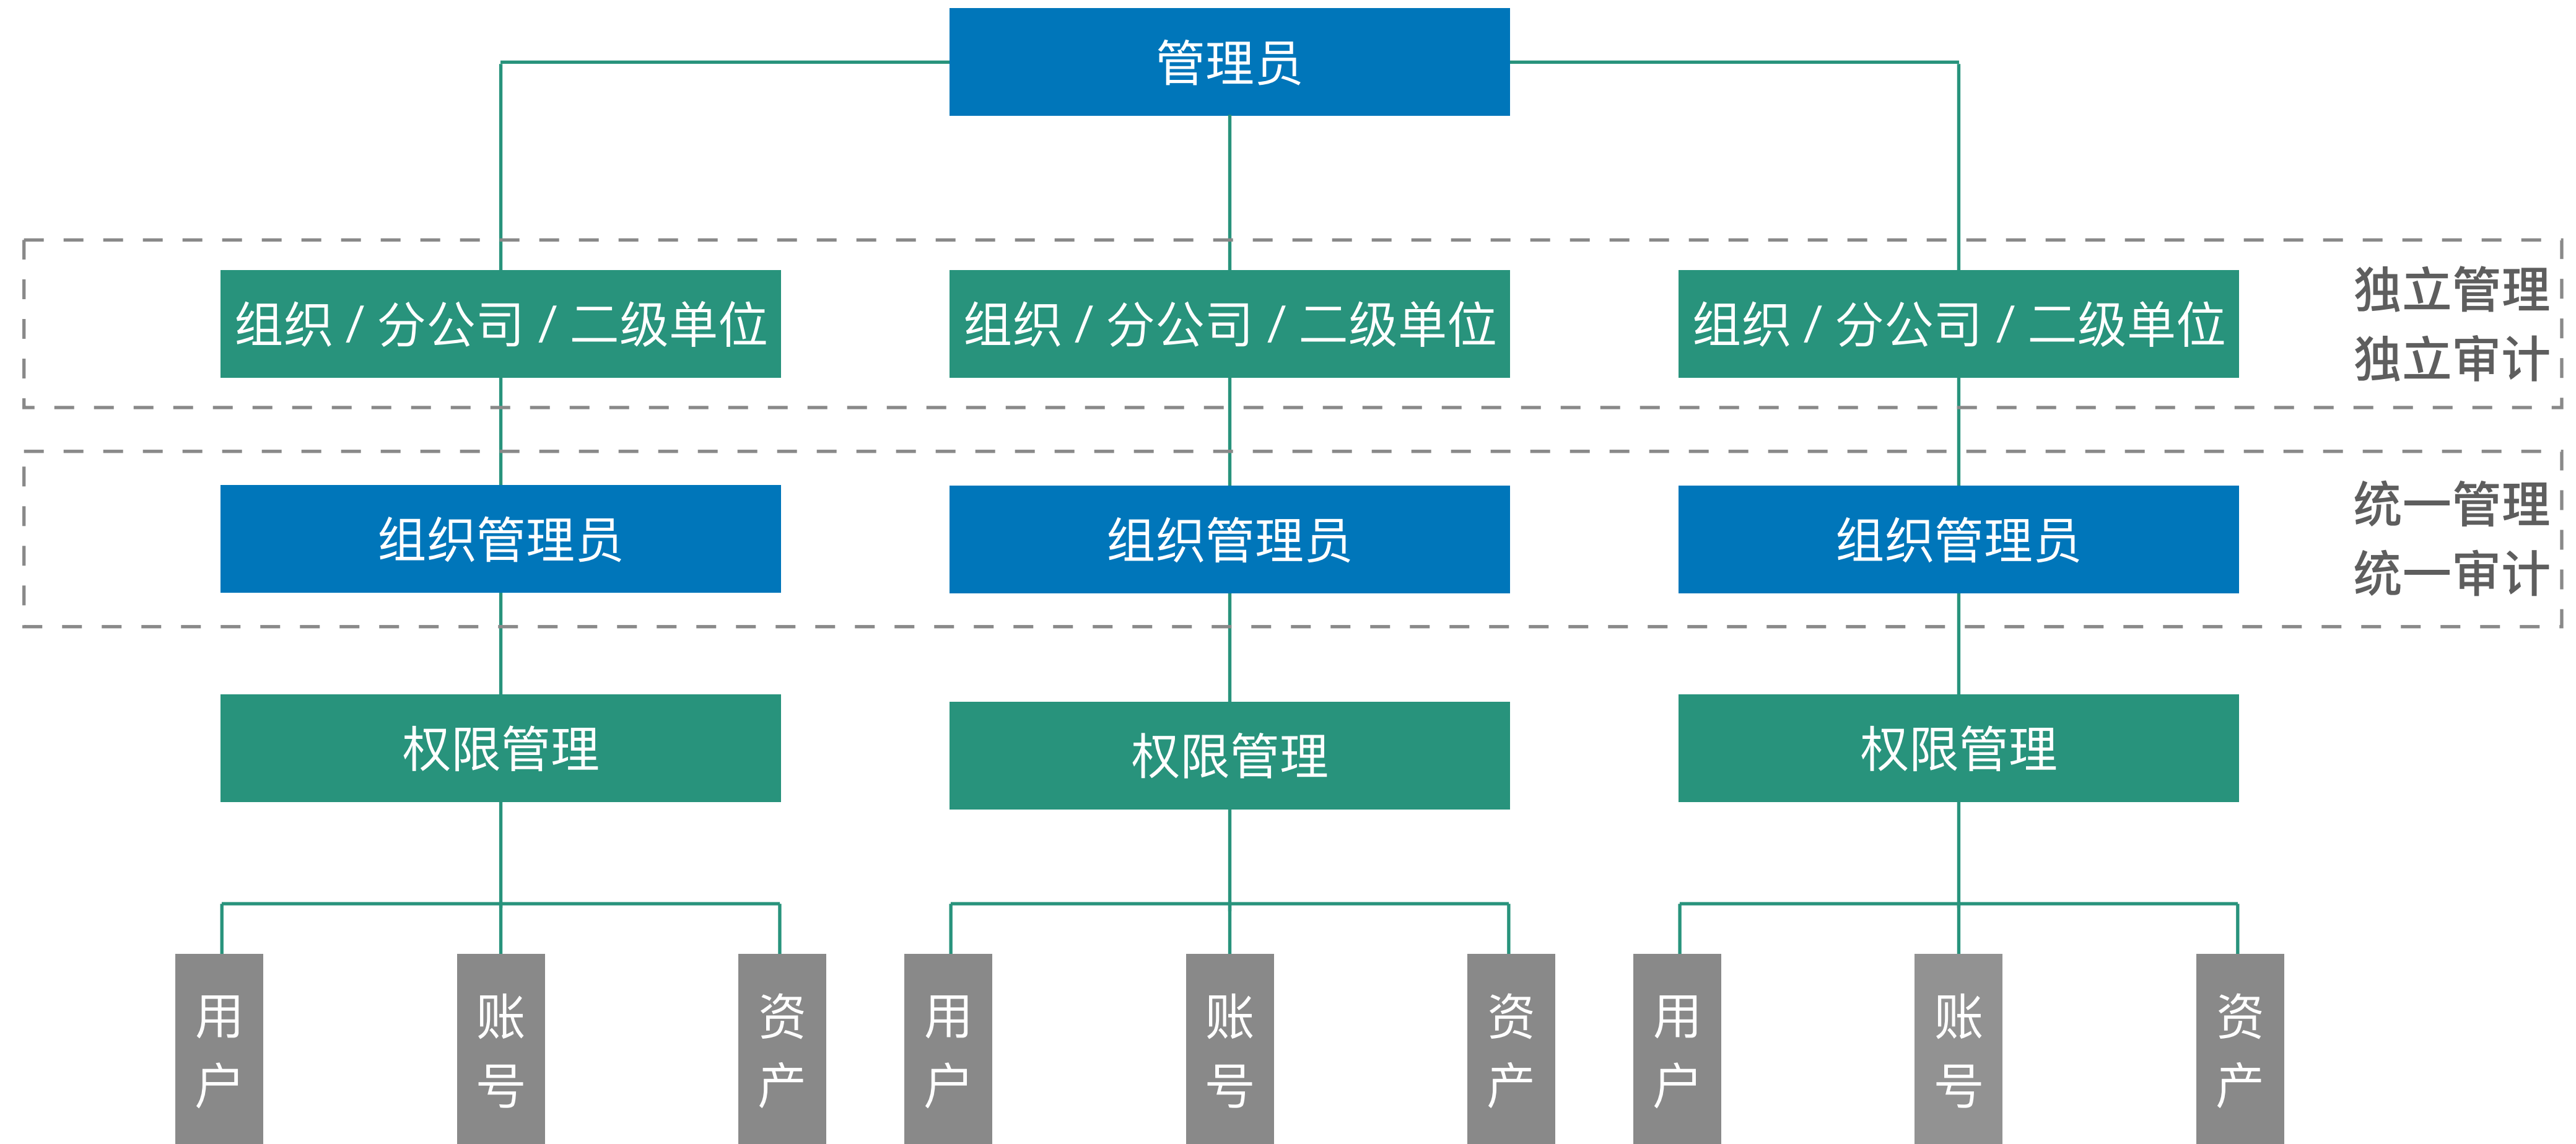 管理员
组织 / 分公司 / 二级单位
组织 / 分公司 / 二级单位
组织 / 分公司 / 二级单位
独立管理
独立审计
组织管理员
组织管理员
组织管理员
统一管理
统一审计
权限管理
权限管理
权限管理
用户
账号
资产
用户
账号
资产
用户
账号
资产